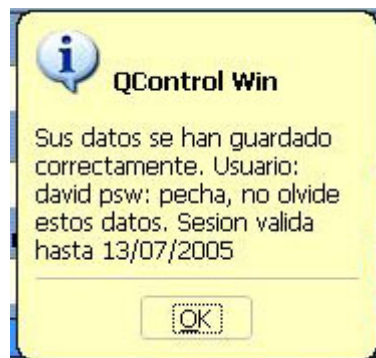 QControl Win
Sus datos se han guardado
correctamente. Usuario:
david psw: pecha, no olvide
estos datos. Sesion valida
hasta 13/07/2005
OK